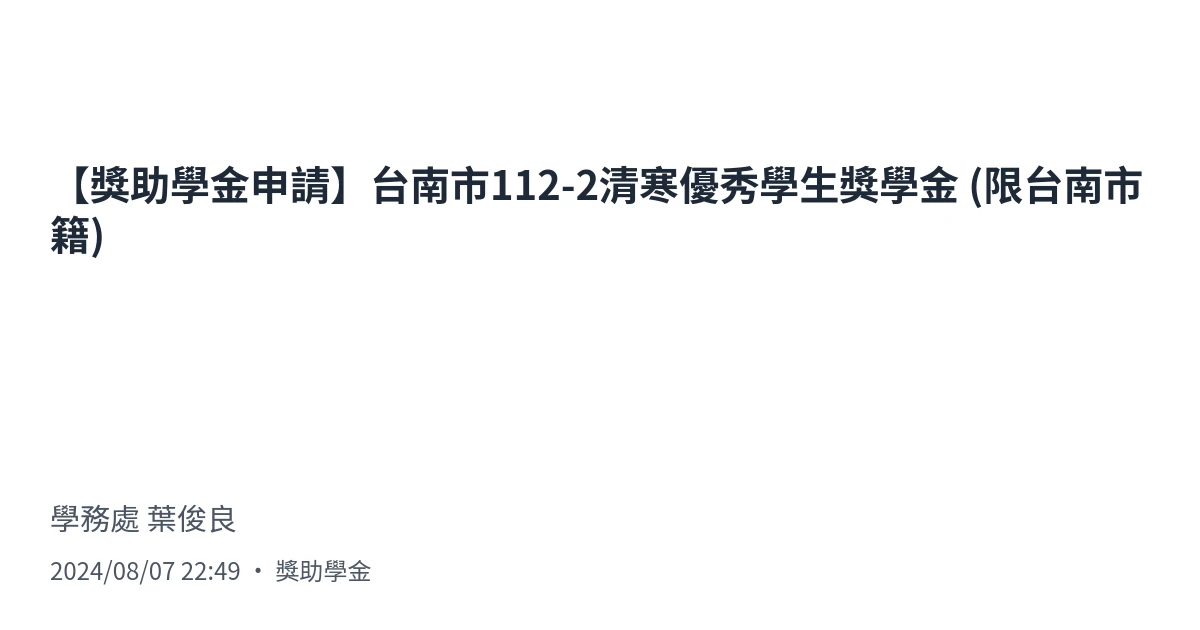 【獎助學金申請】台南市112-2清寒優秀學生獎學金 (限台南市
籍)
學務處 葉俊良
2024/08/07 22:49 · 獎助學金